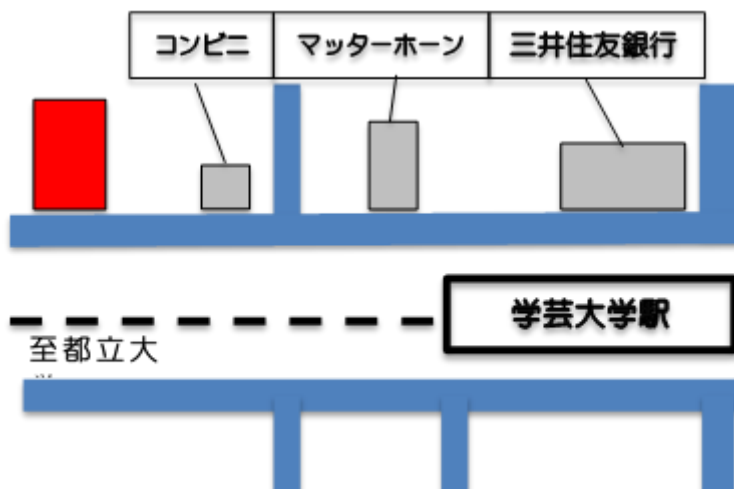 コンビニ
マッターホーン
三井住友銀行
学芸大学駅
至都立大